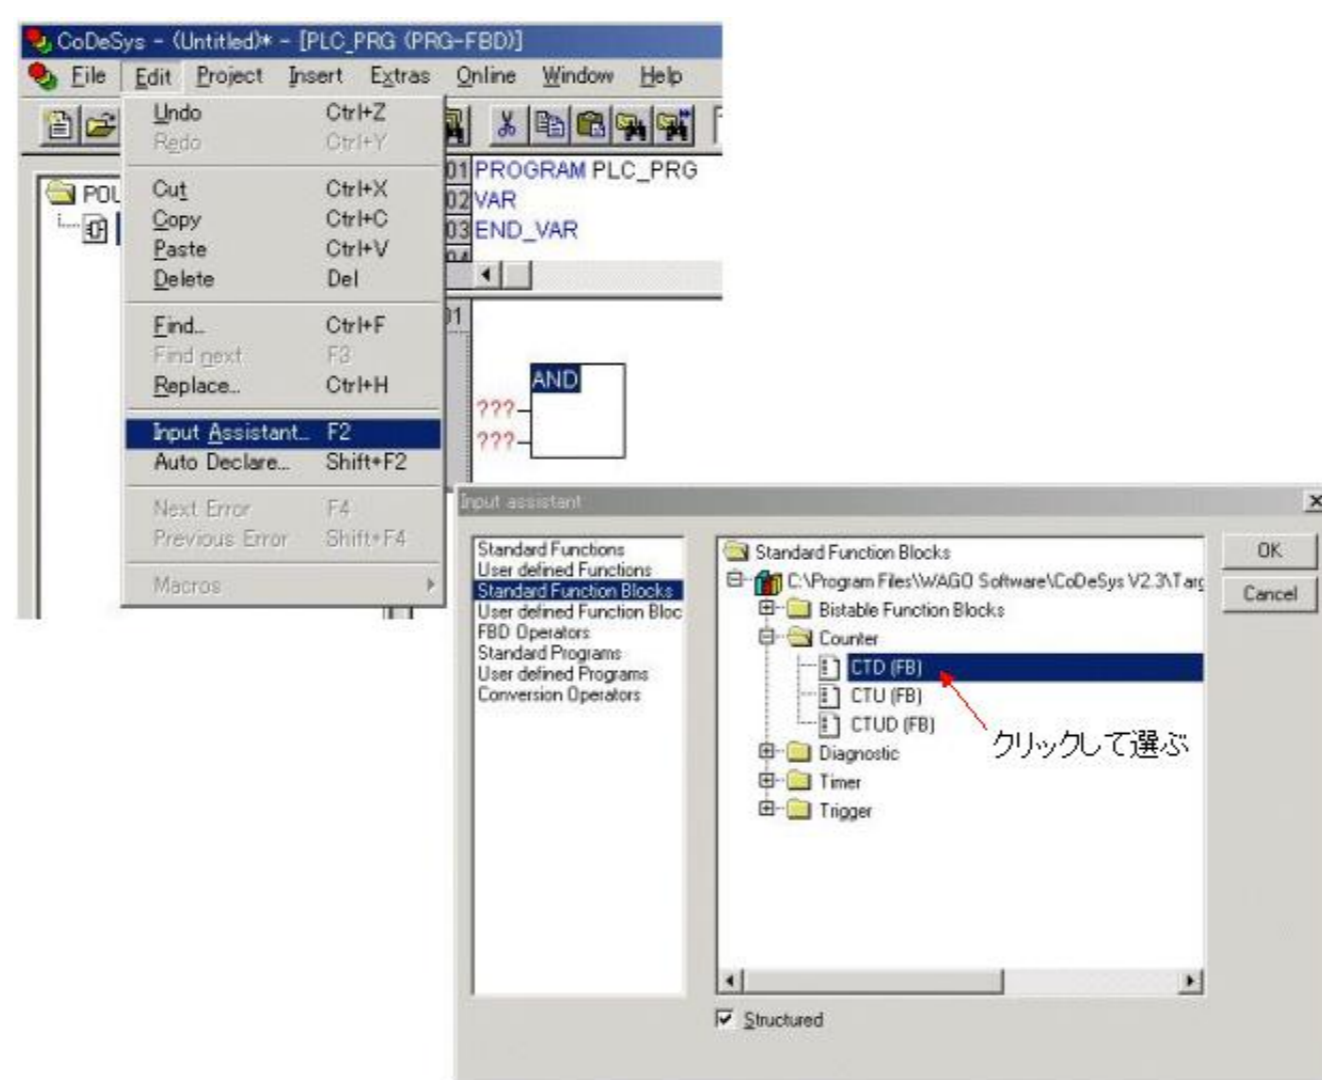 CoDeSys - (Untitled)* - [PLC_PRG (PRG-FBD)]
File Edit Project Insert Extras Online Window Help
Undo Ctrl+Z
Redo Ctrl+Y
Cut Ctrl+X
Copy Ctrl+C
Paste Ctrl+V
Delete Del
Find... Ctrl+F
Find next F3
Replace... Ctrl+H
Input Assistant... F2
Auto Declare... Shift+F2
Next Error F4
Previous Error Shift+F4
Macros
POU
01 PROGRAM PLC_PRG
02 VAR
03 END_VAR
04
01
AND
???
???
Input assistant
Standard Functions
User defined Functions
Standard Function Blocks
User defined Function Bloc
FBD Operators
Standard Programs
User defined Programs
Conversion Operators
Standard Function Blocks
C:\Program Files\WAGO Software\CoDeSys V2.3\Targ
Bistable Function Blocks
Counter
CTD (FB)
CTU (FB)
CTUD (FB)
Diagnostic
Timer
Trigger
クリックして選ぶ
Structured
OK
Cancel